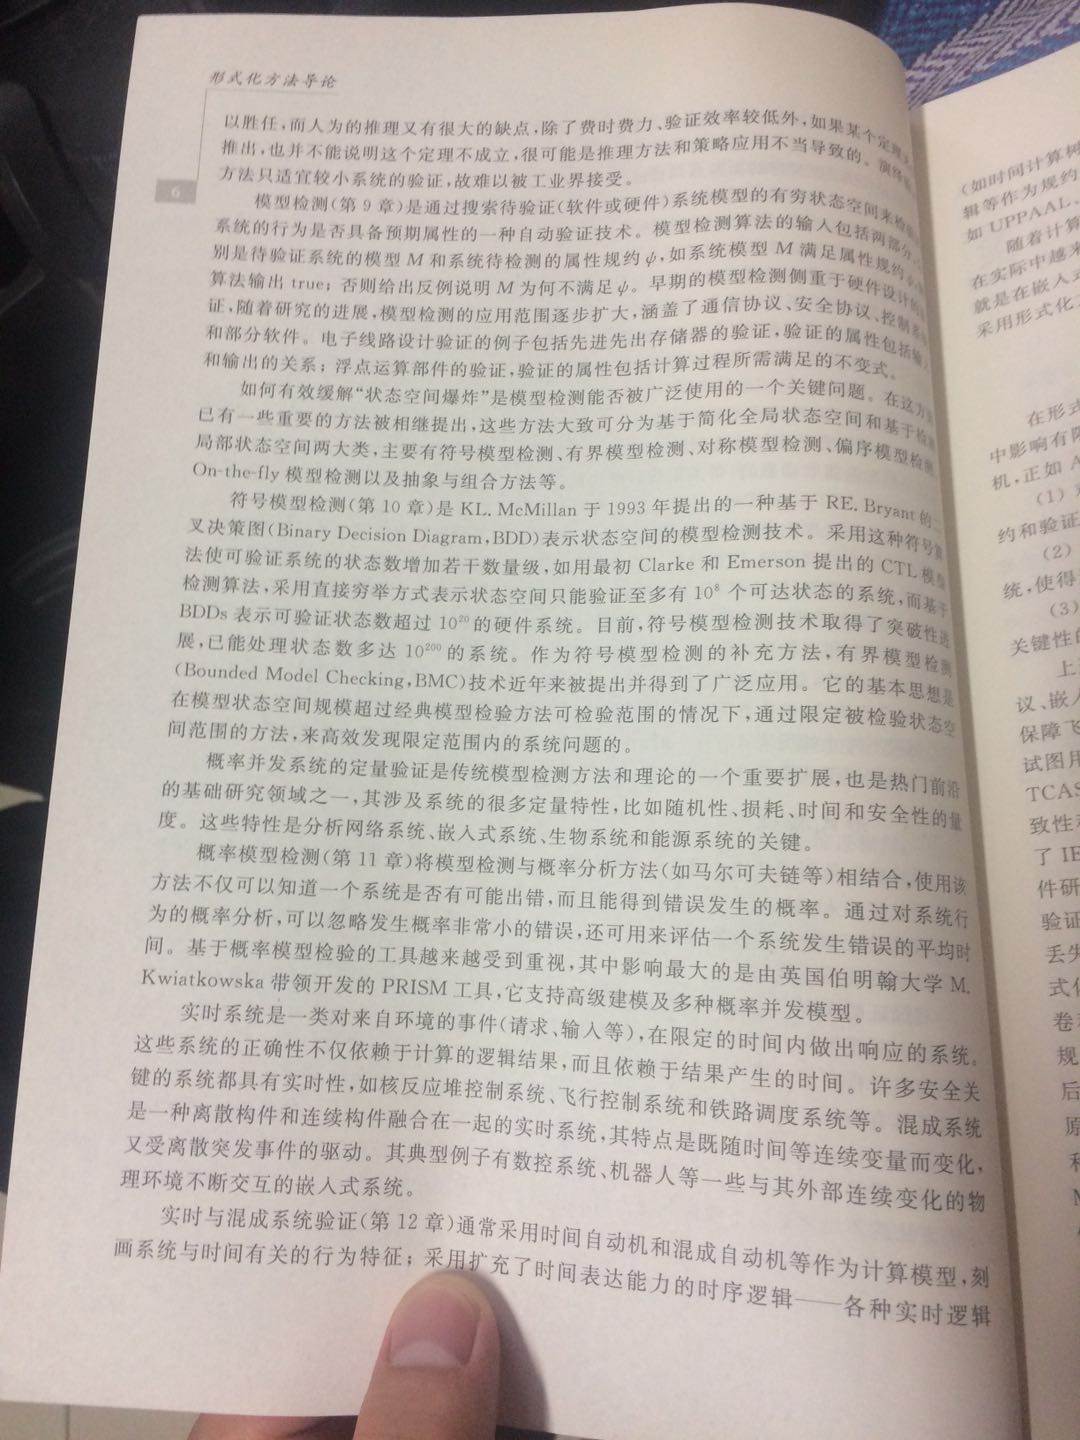 形式化方法导论
以胜任,而人为的推理又有很大的缺点,除了费时费力、验证效率较低外,如果某个定理
推出,也并不能说明这个定理不成立,很可能是推理方法和策略应用不当导致的。演绎
方法只适宜较小系统的验证,故难以被工业界接受。
6
模型检测(第9章)是通过搜索待验证(软件或硬件)系统模型的有穷状态空间来检
系统的行为是否具备预期属性的一种自动验证技术。模型检测算法的输入包括两部分,
别是待验证系统的模型M和系统待检测的属性规约ψ,如系统模型M满足属性规约
算法输出 true;否则给出反例说明M为何不满足ψ。早期的模型检测侧重于硬件设计的
证,随着研究的进展,模型检测的应用范围逐步扩大,涵盖了通信协议、安全协议、控制系
和部分软件。电子线路设计验证的例子包括先进先出存储器的验证,验证的属性包括输
和输出的关系;浮点运算部件的验证,验证的属性包括计算过程所需满足的不变式。
如何有效缓解“状态空间爆炸”是模型检测能否被广泛使用的一个关键问题。在这方
已有一些重要的方法被相继提出,这些方法大致可分为基于简化全局状态空间和基于检
局部状态空间两大类,主要有符号模型检测、有界模型检测、对称模型检测、偏序模型检测
On-the-fly 模型检测以及抽象与组合方法等。
符号模型检测(第10章)是 KL. McMillan 于1993年提出的一种基于 RE. Bryant 的二
叉决策图(Binary Decision Diagram,BDD)表示状态空间的模型检测技术。采用这种符号算
法使可验证系统的状态数增加若干数量级,如用最初 Clarke 和 Emerson 提出的 CTL 模型
检测算法,采用直接穷举方式表示状态空间只能验证至多有 10⁸ 个可达状态的系统,而基于
BDDs 表示可验证状态数超过 10²⁰ 的硬件系统。目前,符号模型检测技术取得了突破性进
展,已能处理状态数多达 10²⁰⁰ 的系统。作为符号模型检测的补充方法,有界模型检测
(Bounded Model Checking,BMC)技术近年来被提出并得到了广泛应用。它的基本思想是
在模型状态空间规模超过经典模型检验方法可检验范围的情况下,通过限定被检验状态空
间范围的方法,来高效发现限定范围内的系统问题的。
概率并发系统的定量验证是传统模型检测方法和理论的一个重要扩展,也是热门前沿
的基础研究领域之一,其涉及系统的很多定量特性,比如随机性、损耗、时间和安全性的量
度。这些特性是分析网络系统、嵌入式系统、生物系统和能源系统的关键。
概率模型检测(第11章)将模型检测与概率分析方法(如马尔可夫链等)相结合,使用该
方法不仅可以知道一个系统是否有可能出错,而且能得到错误发生的概率。通过对系统行
为的概率分析,可以忽略发生概率非常小的错误,还可用来评估一个系统发生错误的平均时
间。基于概率模型检验的工具越来越受到重视,其中影响最大的是由英国伯明翰大学 M.
Kwiatkowska 带领开发的 PRISM 工具,它支持高级建模及多种概率并发模型。
实时系统是一类对来自环境的事件(请求、输入等),在限定的时间内做出响应的系统。
这些系统的正确性不仅依赖于计算的逻辑结果,而且依赖于结果产生的时间。许多安全关
键的系统都具有实时性,如核反应堆控制系统、飞行控制系统和铁路调度系统等。混成系统
是一种离散构件和连续构件融合在一起的实时系统,其特点是既随时间等连续变量而变化,
又受离散突发事件的驱动。其典型例子有数控系统、机器人等一些与其外部连续变化的物
理环境不断交互的嵌入式系统。
实时与混成系统验证(第12章)通常采用时间自动机和混成自动机等作为计算模型,刻
画系统与时间有关的行为特征;采用扩充了时间表达能力的时序逻辑——各种实时逻辑
(如时间计算树
辑等作为规约
如 UPPAAL、
随着计算
在实际中越来
就是在嵌入式
采用形式化
在形式
中影响有限
机,正如 A
(1)
约和验证
(2)
统,使得
(3)
关键性的
上
议、嵌入
保障飞
试图用
TCAS
致性
了 IE
件研
验证
丢失
式化
卷
规
后
原